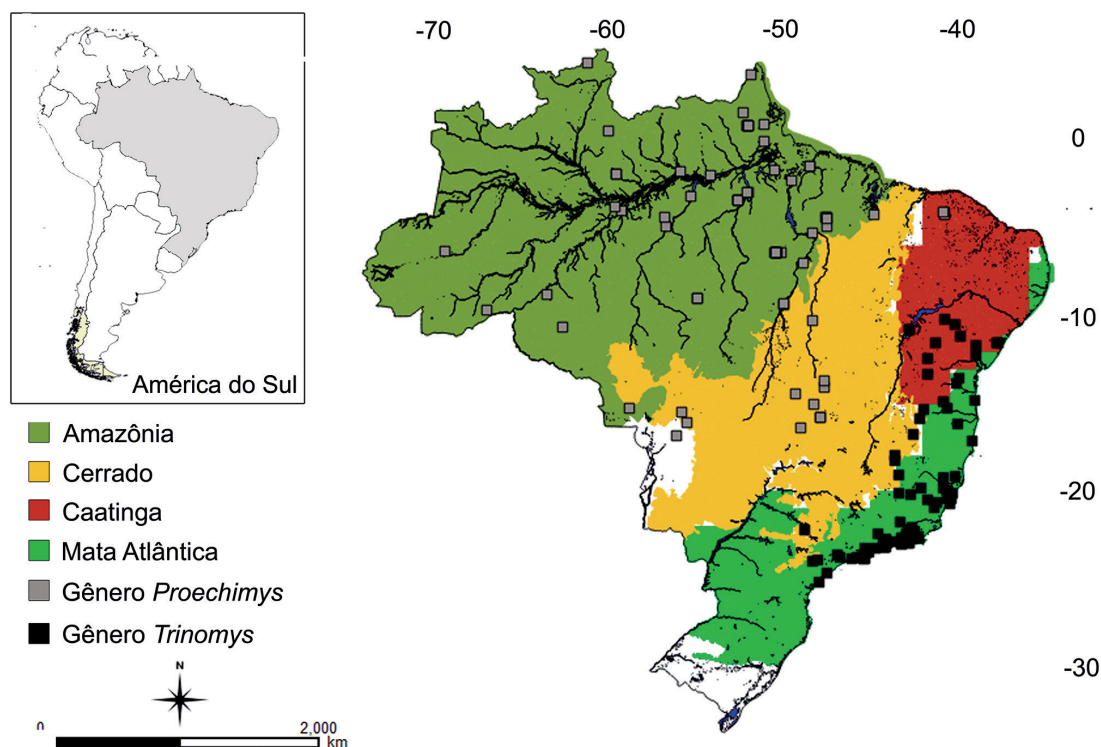 -70 -60 -50 -40
0
-10
-20
-30
América do Sul
Amazônia
Cerrado
Caatinga
Mata Atlântica
Gênero Proechimys
Gênero Trinomys
N
0 2,000
km